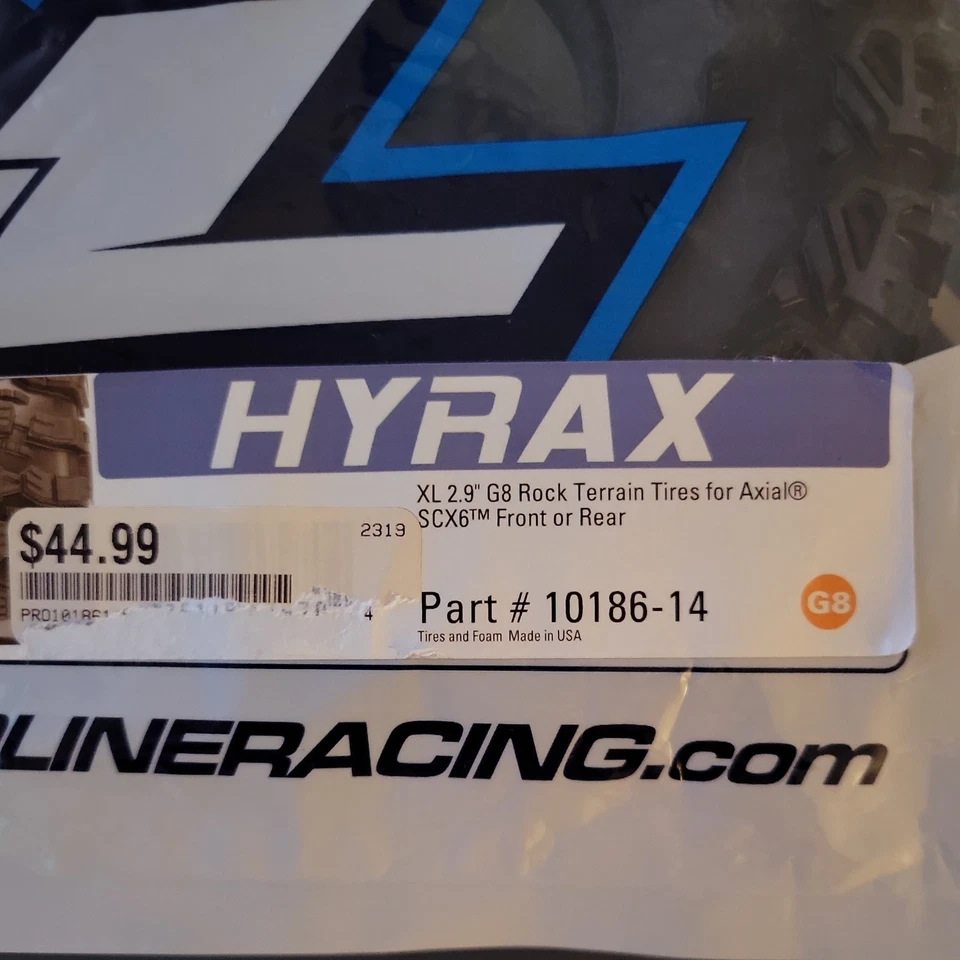 HYRAX
XL 2.9" G8 Rock Terrain Tires for Axial®
SCX6™ Front or Rear
$44.99
2319
4
Part # 10186-14
G8
Tires and Foam Made in USA
LINERACING.com